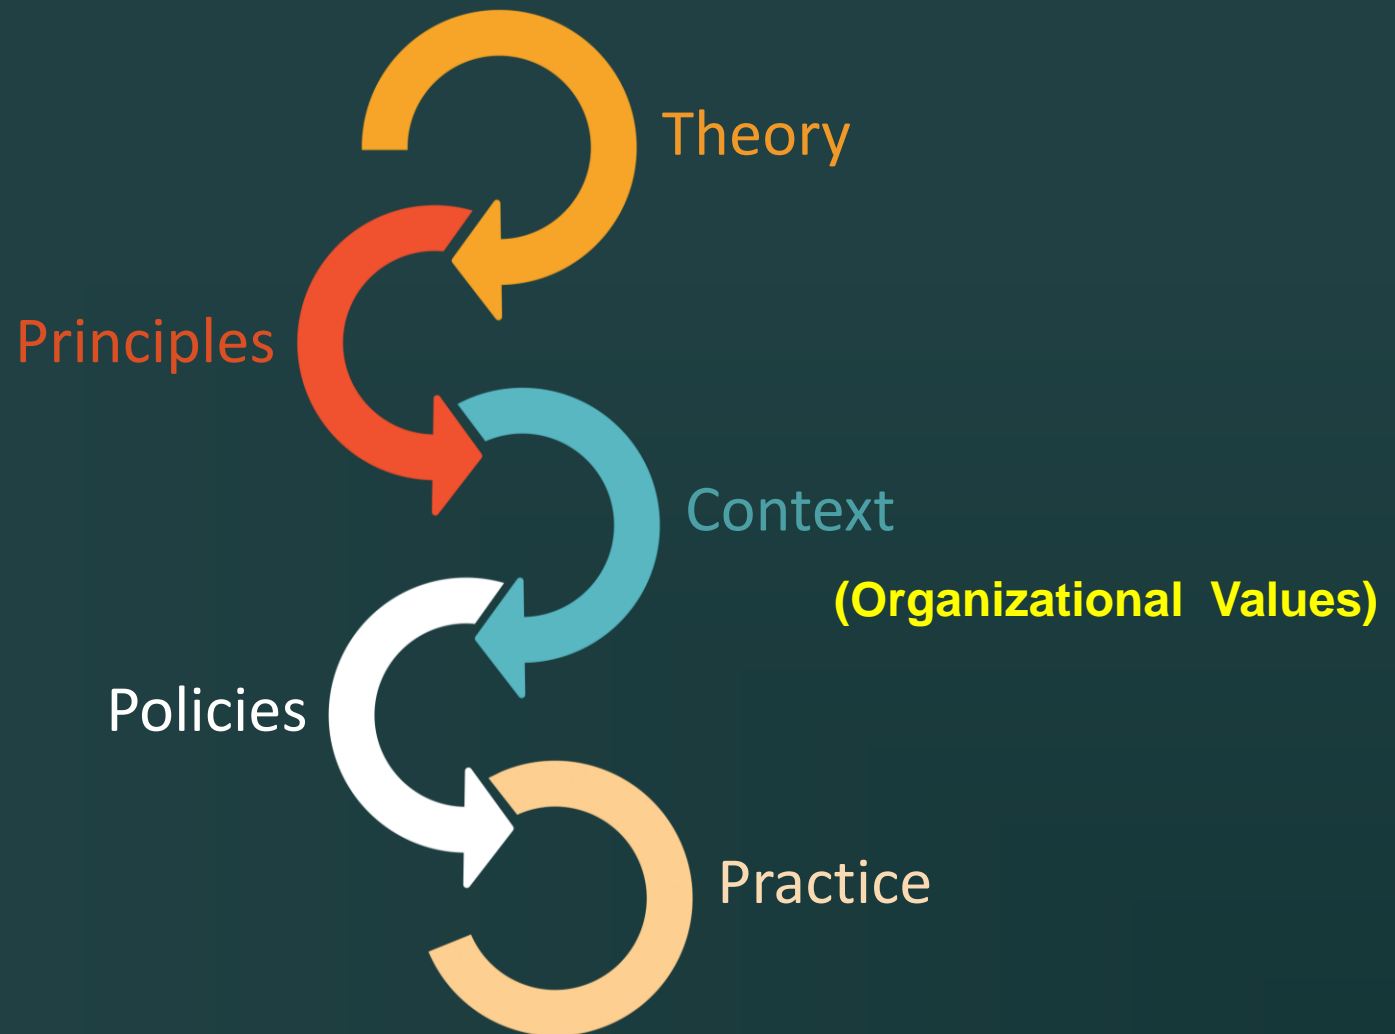 Theory
Principles
Context
(Organizational Values)
Policies
Practice